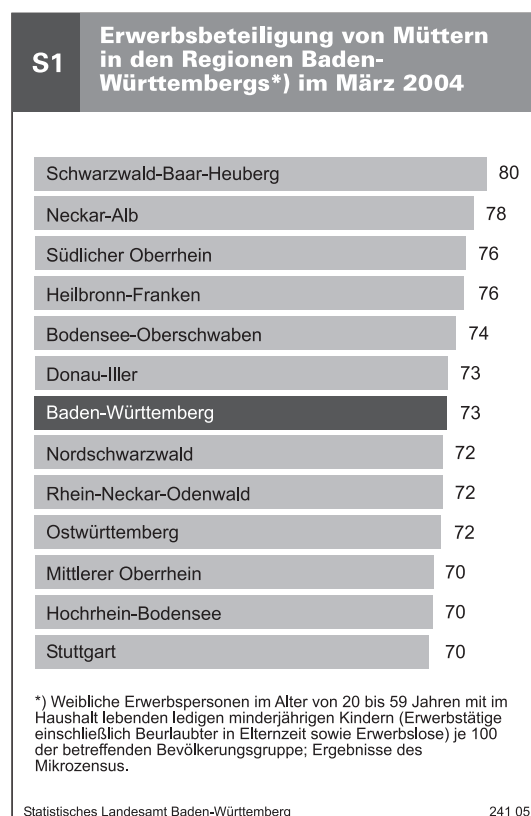 S1
Erwerbsbeteiligung von Müttern
in den Regionen Baden-
Württembergs*) im März 2004
Schwarzwald-Baar-Heuberg 80
Neckar-Alb 78
Südlicher Oberrhein 76
Heilbronn-Franken 76
Bodensee-Oberschwaben 74
Donau-Iller 73
Baden-Württemberg 73
Nordschwarzwald 72
Rhein-Neckar-Odenwald 72
Ostwürttemberg 72
Mittlerer Oberrhein 70
Hochrhein-Bodensee 70
Stuttgart 70
*) Weibliche Erwerbspersonen im Alter von 20 bis 59 Jahren mit im
Haushalt lebenden ledigen minderjährigen Kindern (Erwerbstätige
einschließlich Beurlaubter in Elternzeit sowie Erwerbslose) je 100
der betreffenden Bevölkerungsgruppe; Ergebnisse des
Mikrozensus.
Statistisches Landesamt Baden-Württemberg 241 05